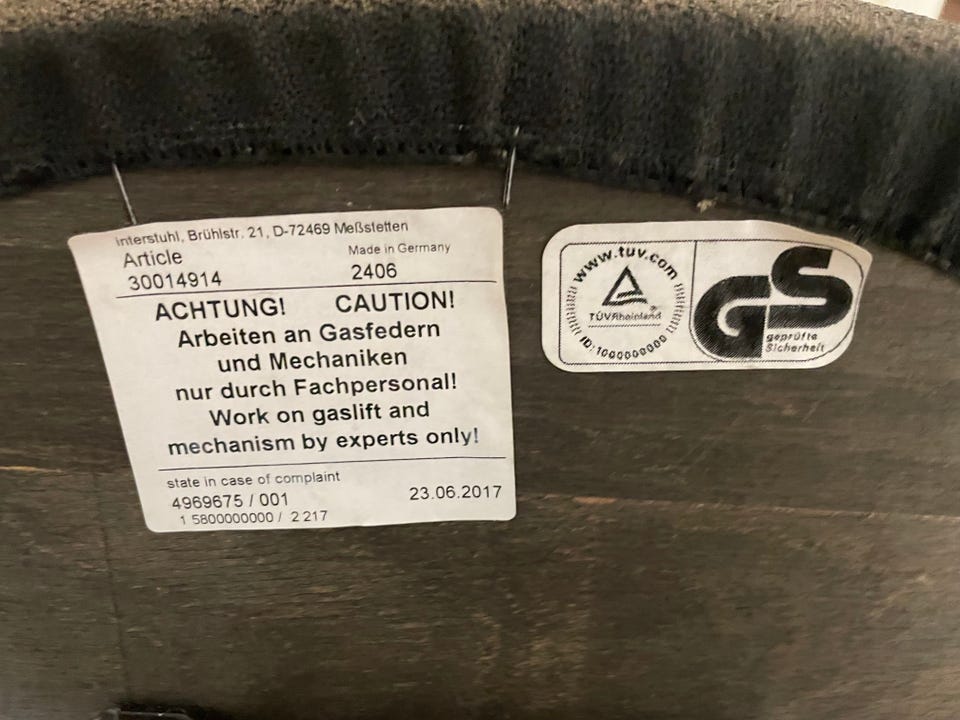 Interstuhl, Brühlstr. 21, D-72469 Meßstetten
Article Made in Germany
30014914 2406
ACHTUNG! CAUTION!
Arbeiten an Gasfedern
und Mechaniken
nur durch Fachpersonal!
Work on gaslift and
mechanism by experts only!
state in case of complaint
4969675 / 001 23.06.2017
1 5800000000 / 2 217
www.tuv.com
TÜVRheinland
ID: 1000000000
GS
geprüfte
Sicherheit